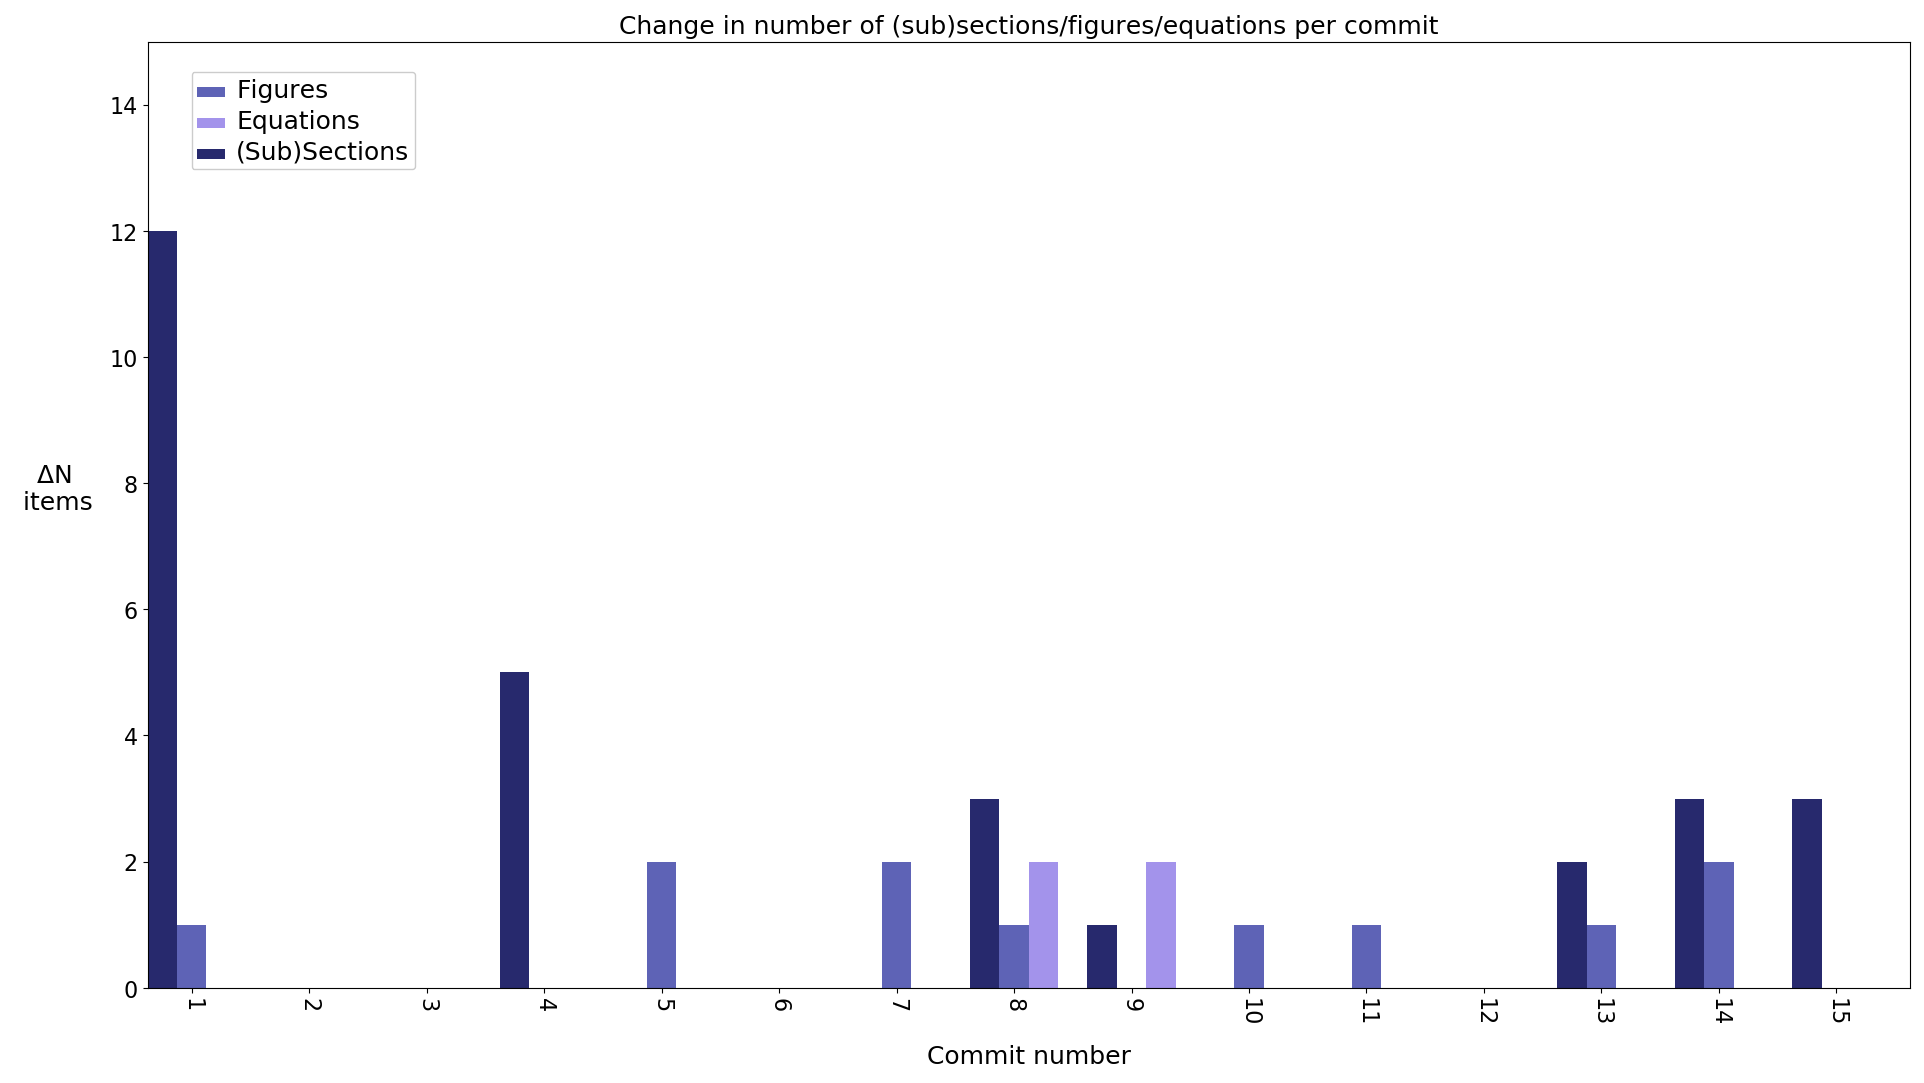 Change in number of (sub)sections/figures/equations per commit
Figures
Equations
(Sub)Sections
14
12
10
8
6
4
2
0
ΔN
items
1 2 3 4 5 6 7 8 9 10 11 12 13 14 15
Commit number